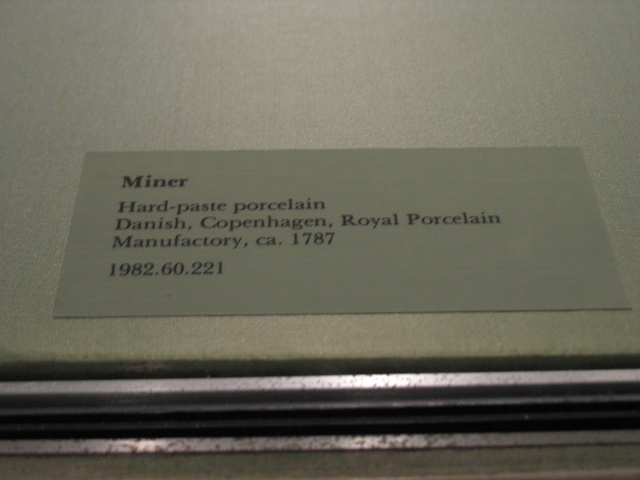 Miner
Hard-paste porcelain
Danish, Copenhagen, Royal Porcelain
Manufactory, ca. 1787
1982.60.221